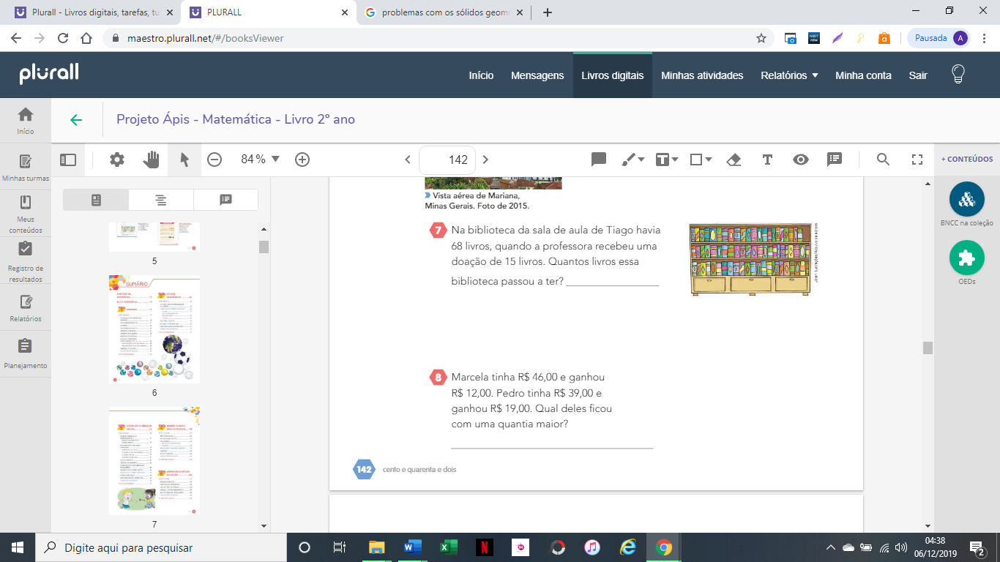 Plurall - Livros digitais, tarefas, tu
PLURALL
problemas com os sólidos geom
maestro.plurall.net/#/booksViewer
Pausada
A
plurall
Início
Mensagens
Livros digitais
Minhas atividades
Relatórios
Minha conta
Sair
Projeto Ápis - Matemática - Livro 2º ano
Início
Minhas turmas
Meus
conteúdos
Registro de
resultados
Relatórios
Planejamento
84 %
142
+ CONTEÚDOS
BNCC na coleção
OEDs
5
SUMÁRIO
6
7
Vista aérea de Mariana,
Minas Gerais. Foto de 2015.
7 Na biblioteca da sala de aula de Tiago havia
68 livros, quando a professora recebeu uma
doação de 15 livros. Quantos livros essa
biblioteca passou a ter?
8 Marcela tinha R$ 46,00 e ganhou
R$ 12,00. Pedro tinha R$ 39,00 e
ganhou R$ 19,00. Qual deles ficou
com uma quantia maior?
142 cento e quarenta e dois
Digite aqui para pesquisar
04:38
06/12/2019
2